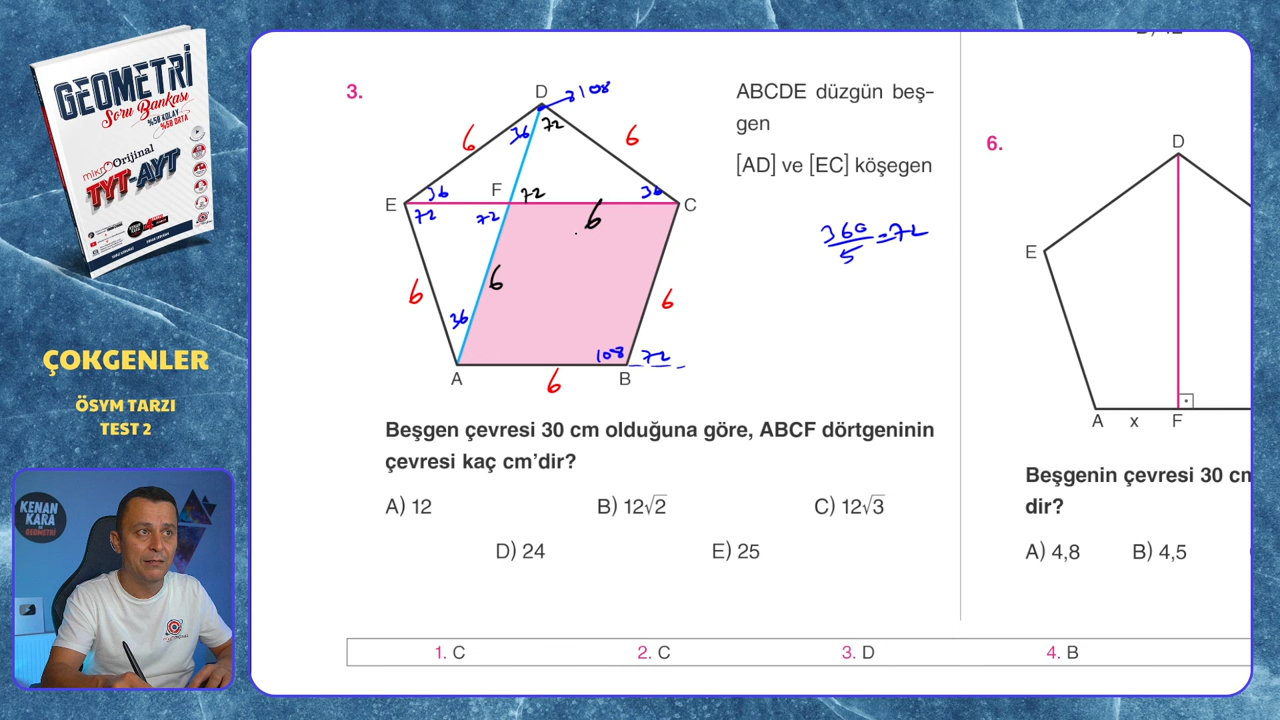 GEOMETRİ
Soru Bankası
%50 KOLAY
%50 ORTA
mikro Orijinal
TYT-AYT
ÇOKGENLER
ÖSYM TARZI
TEST 2
KENAN
KARA
GEOMETRİ
3.
D
108
36
72
6
6
E
36
F
72
36
C
72
72
6
6
6
6
36
108
72
A
6
B
ABCDE düzgün beş-
gen
[AD] ve [EC] köşegen
360/5=72
Beşgen çevresi 30 cm olduğuna göre, ABCF dörtgeninin
çevresi kaç cm'dir?
A) 12
B) 12√2
C) 12√3
D) 24
E) 25
6.
D
E
A
x
F
Beşgenin çevresi 30 cm
dir?
A) 4,8
B) 4,5
1. C
2. C
3. D
4. B